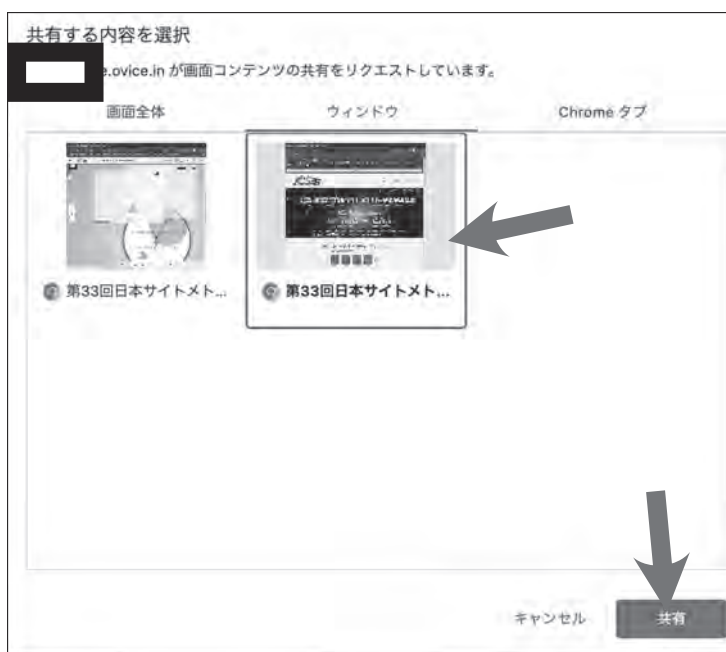 共有する内容を選択
e.ovice.in が画面コンテンツの共有をリクエストしています。
画面全体 ウィンドウ Chrome タブ
JCS
第33回日本サイトメト... 第33回日本サイトメト...
キャンセル 共有